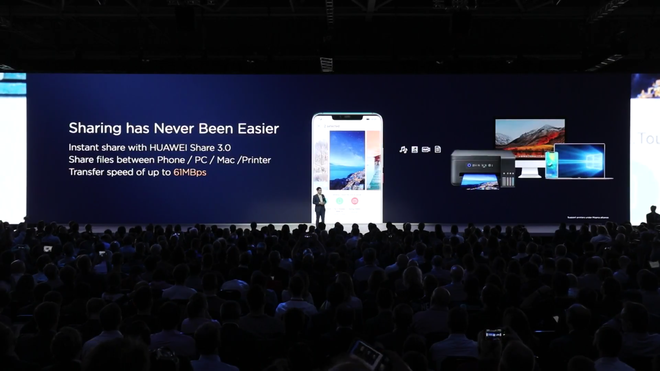 Sharing has Never Been Easier
Instant share with HUAWEI Share 3.0
Share files between Phone / PC / Mac /Printer
Transfer speed of up to 61MBps